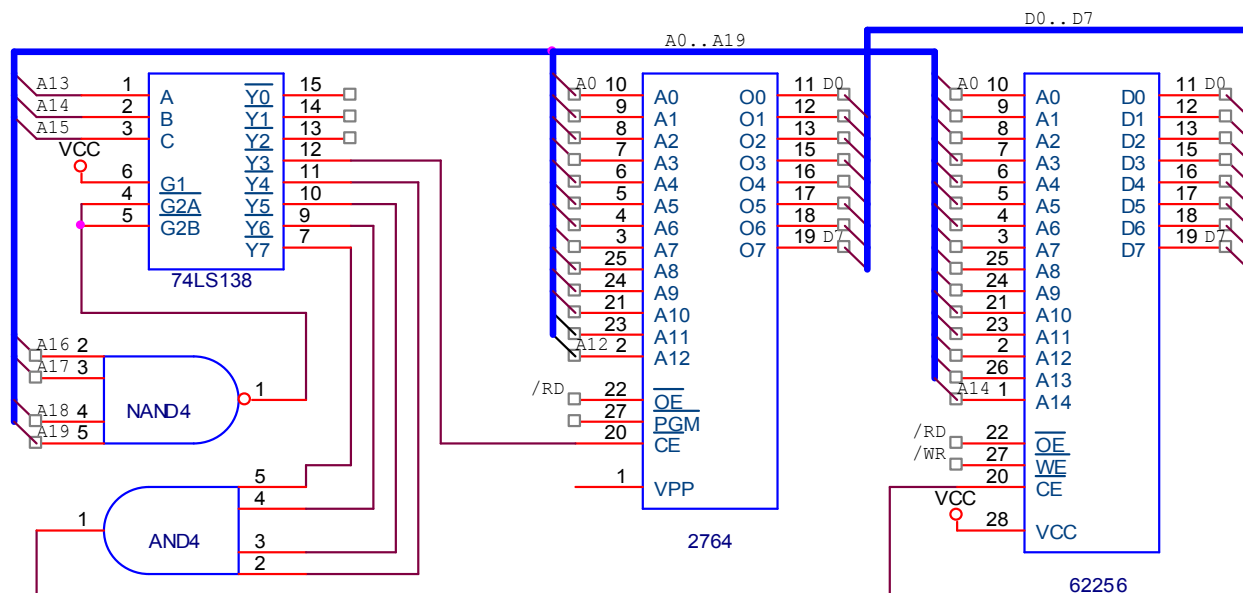 D0..D7
A0..A19
A13 1 A Y0 15
A14 2 B Y1 14
A15 3 C Y2 13
VCC
Y3 12
6 G1 Y4 11
4 G2A Y5 10
5 G2B Y6 9
Y7 7
74LS138
A16 2
A17 3
NAND4 1
A18 4
A19 5
5
4
1 AND4
3
2
A0 10 A0 O0 11 D0
9 A1 O1 12
8 A2 O2 13
7 A3 O3 15
6 A4 O4 16
5 A5 O5 17
4 A6 O6 18
3 A7 O7 19 D7
25 A8
24 A9
21 A10
23 A11
A12 2 A12
/RD 22 OE
27 PGM
20 CE
1 VPP
2764
A0 10 A0 D0 11 D0
9 A1 D1 12
8 A2 D2 13
7 A3 D3 15
6 A4 D4 16
5 A5 D5 17
4 A6 D6 18
3 A7 D7 19 D7
25 A8
24 A9
21 A10
23 A11
2 A12
26 A13
A14 1 A14
/RD 22 OE
/WR 27 WE
20 CE
VCC
28 VCC
62256